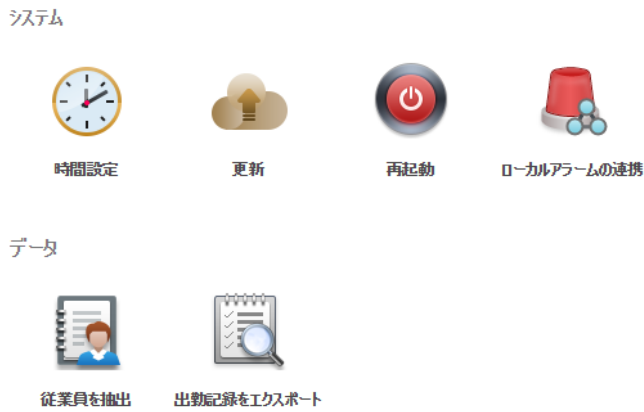 システム
時間設定
更新
再起動
ローカルアラームの連携
データ
従業員を抽出
出勤記録をエクスポート